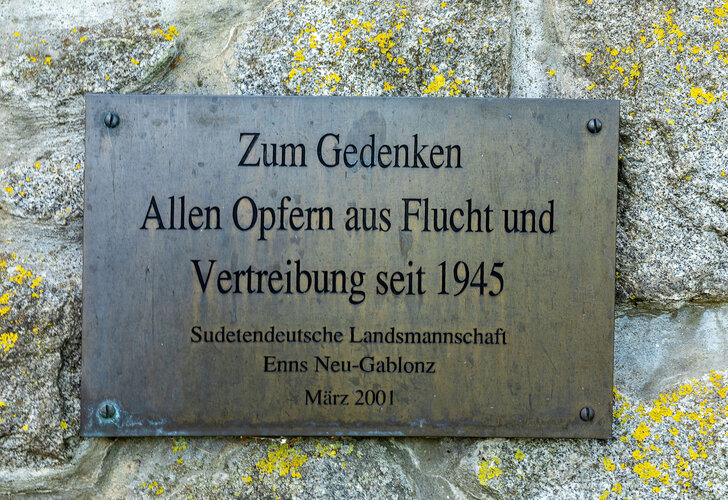 Zum Gedenken
Allen Opfern aus Flucht und
Vertreibung seit 1945
Sudetendeutsche Landsmannschaft
Enns Neu-Gablonz
März 2001